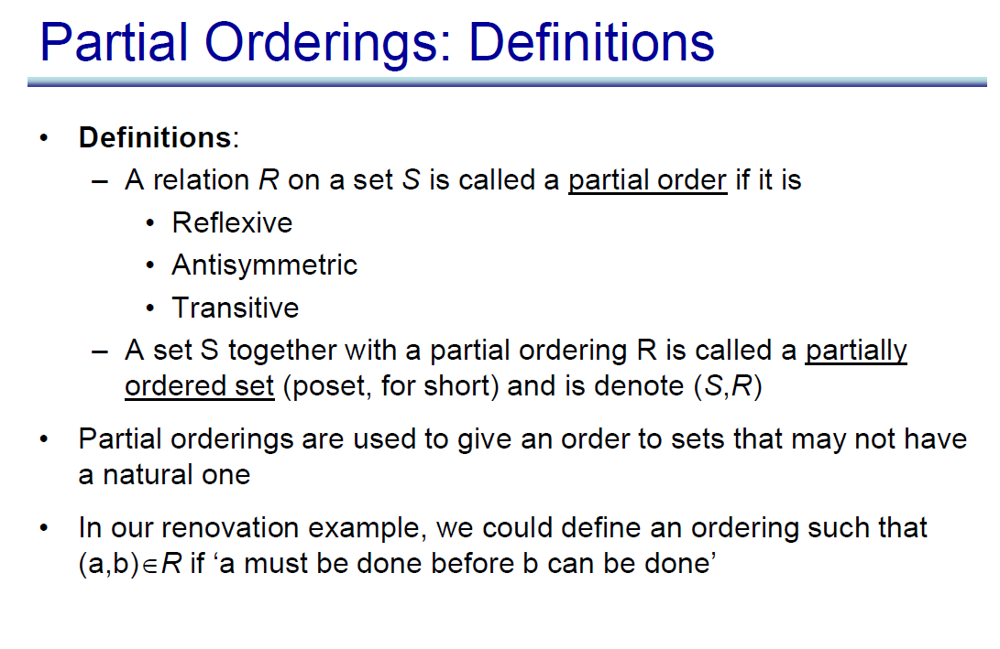 Partial Orderings: Definitions
• Definitions:
– A relation R on a set S is called a partial order if it is
• Reflexive
• Antisymmetric
• Transitive
– A set S together with a partial ordering R is called a partially
ordered set (poset, for short) and is denote (S,R)
• Partial orderings are used to give an order to sets that may not have
a natural one
• In our renovation example, we could define an ordering such that
(a,b)∈R if ‘a must be done before b can be done’